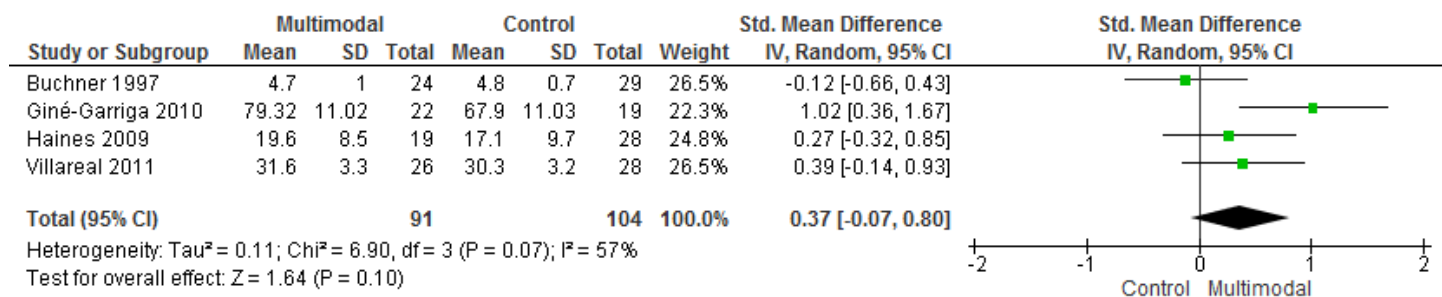 Multimodal Control Std. Mean Difference Std. Mean Difference
Study or Subgroup Mean SD Total Mean SD Total Weight IV, Random, 95% CI IV, Random, 95% CI
Buchner 1997 4.7 1 24 4.8 0.7 29 26.5% -0.12 [-0.66, 0.43]
Giné-Garriga 2010 79.32 11.02 22 67.9 11.03 19 22.3% 1.02 [0.36, 1.67]
Haines 2009 19.6 8.5 19 17.1 9.7 28 24.8% 0.27 [-0.32, 0.85]
Villareal 2011 31.6 3.3 26 30.3 3.2 28 26.5% 0.39 [-0.14, 0.93]
Total (95% CI) 91 104 100.0% 0.37 [-0.07, 0.80]
Heterogeneity: Tau² = 0.11; Chi² = 6.90, df = 3 (P = 0.07); I² = 57%
Test for overall effect: Z = 1.64 (P = 0.10)
-2 -1 0 1 2
Control Multimodal